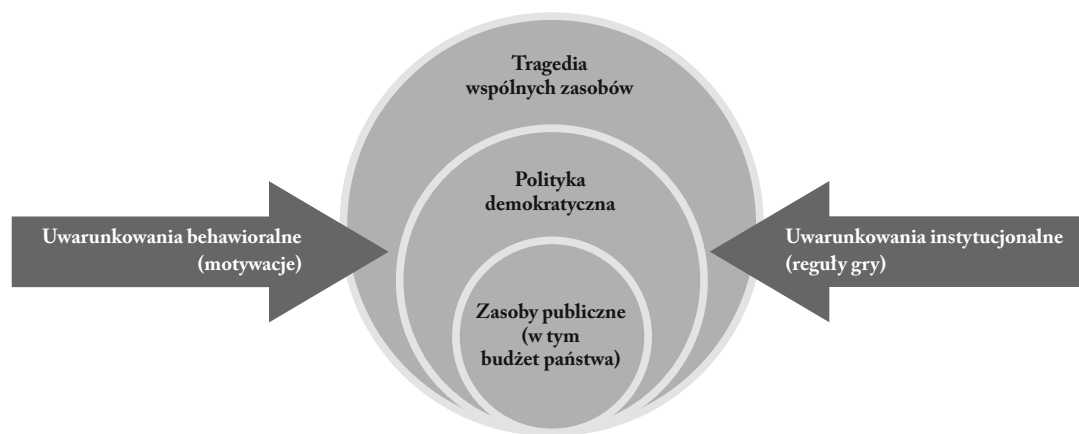 Tragedia
wspólnych zasobów
Polityka
demokratyczna
Uwarunkowania behawioralne
(motywacje)
Uwarunkowania instytucjonalne
(reguły gry)
Zasoby publiczne
(w tym
budżet państwa)